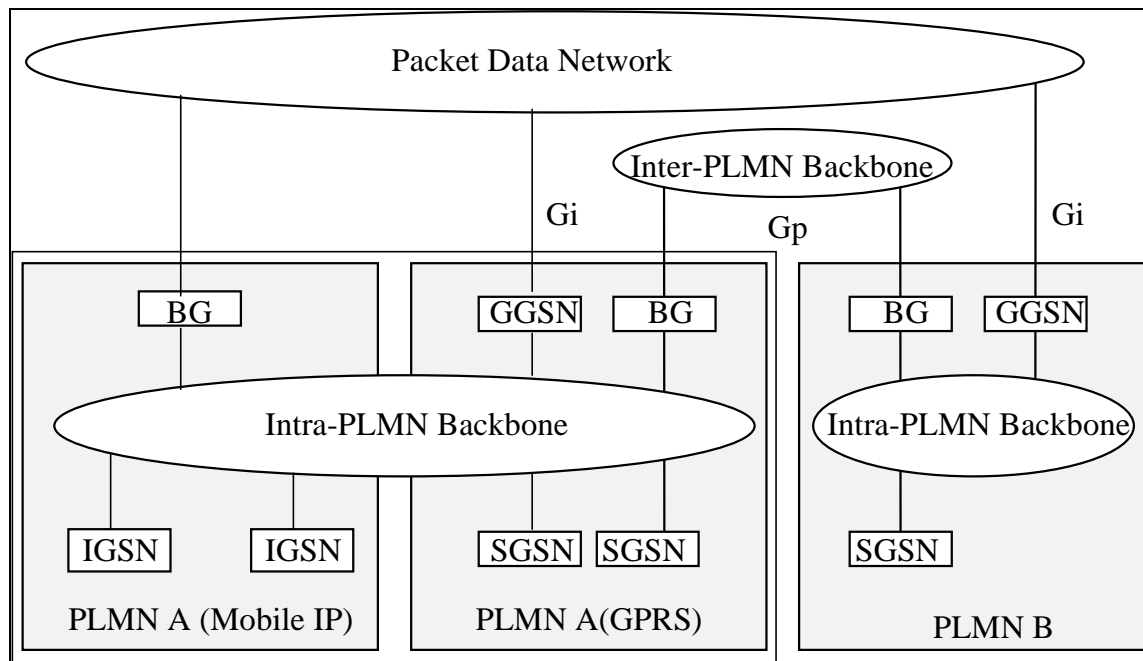 Packet Data Network
Inter-PLMN Backbone
Gi
Gp
Gi
BG
GGSN
BG
BG
GGSN
Intra-PLMN Backbone
Intra-PLMN Backbone
IGSN
IGSN
SGSN
SGSN
SGSN
PLMN A (Mobile IP)
PLMN A(GPRS)
PLMN B